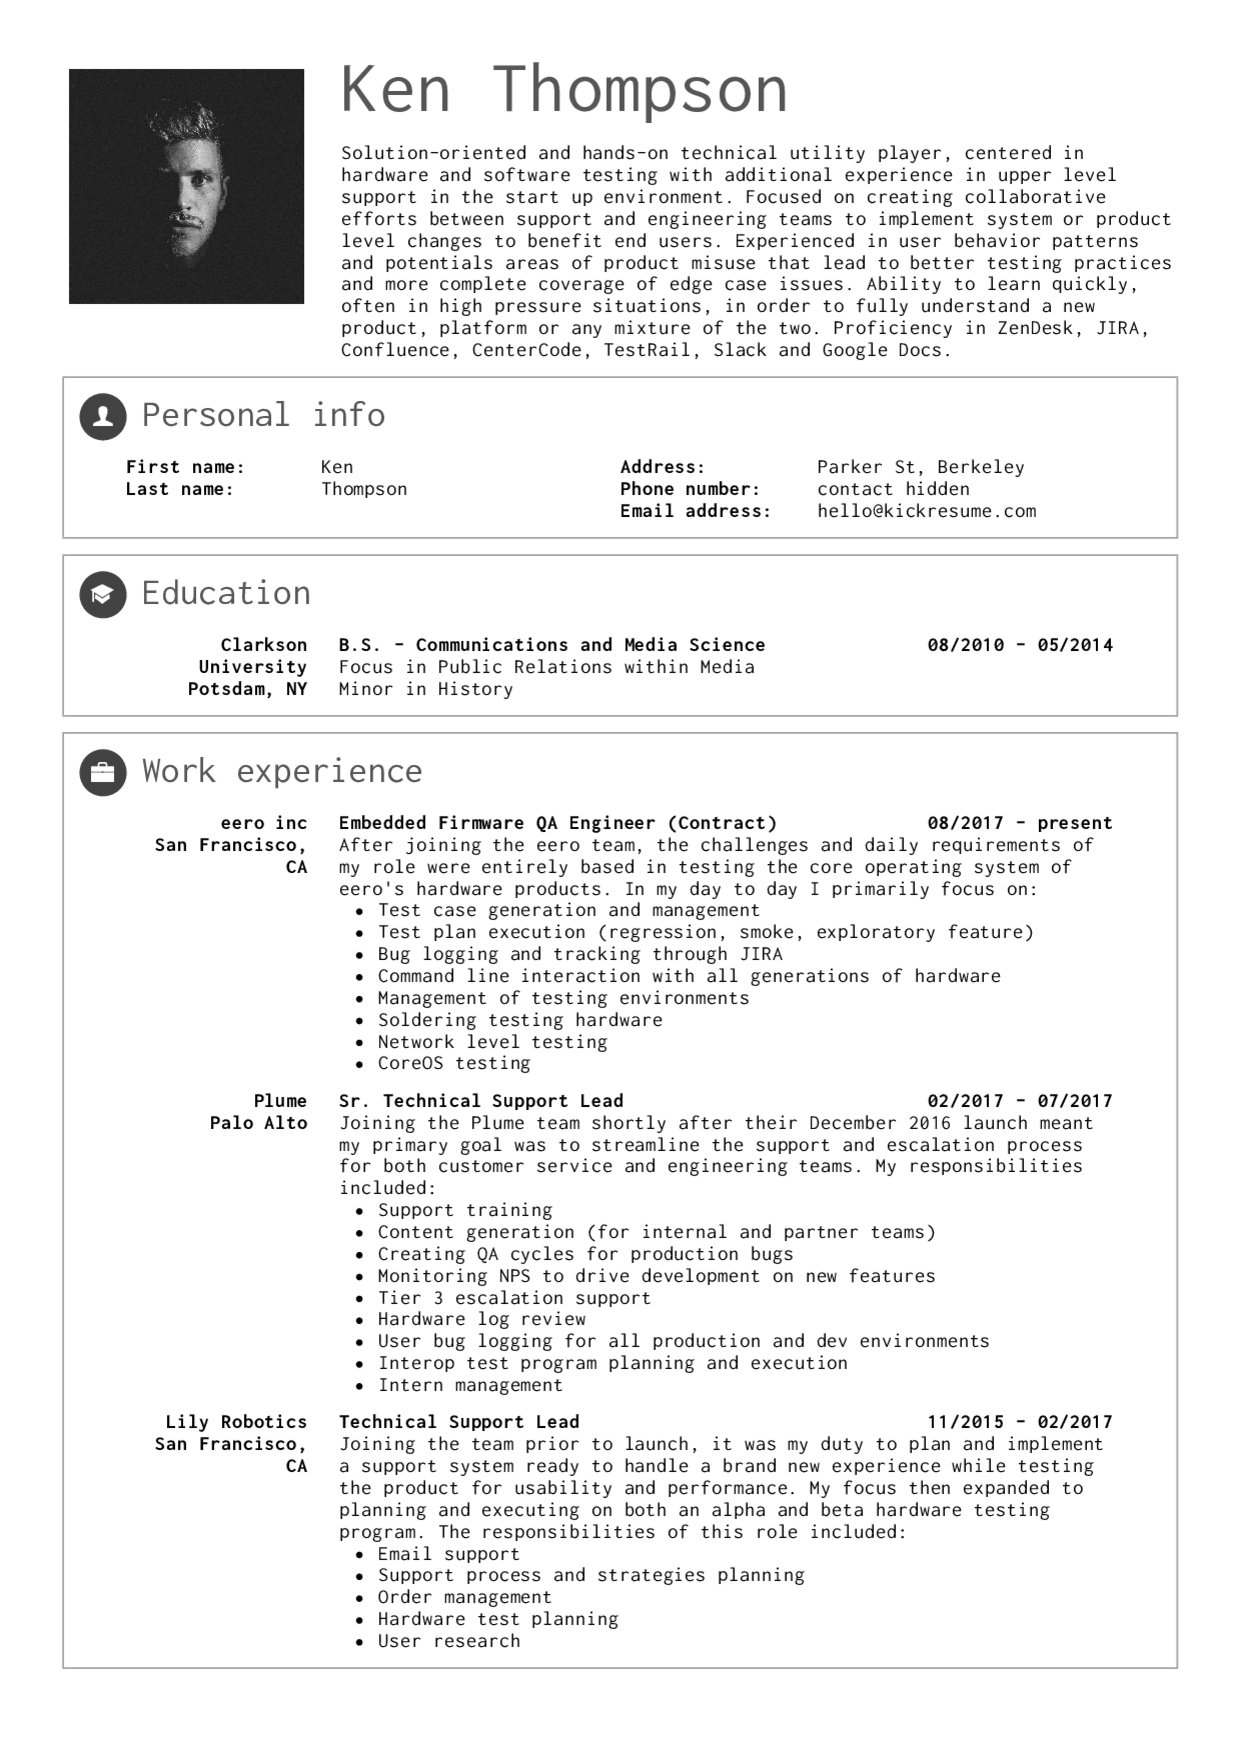 Ken Thompson
Solution-oriented and hands-on technical utility player, centered in
hardware and software testing with additional experience in upper level
support in the start up environment. Focused on creating collaborative
efforts between support and engineering teams to implement system or product
level changes to benefit end users. Experienced in user behavior patterns
and potentials areas of product misuse that lead to better testing practices
and more complete coverage of edge case issues. Ability to learn quickly,
often in high pressure situations, in order to fully understand a new
product, platform or any mixture of the two. Proficiency in ZenDesk, JIRA,
Confluence, CenterCode, TestRail, Slack and Google Docs.
Personal info
First name: Ken
Last name: Thompson
Address: Parker St, Berkeley
Phone number: contact hidden
Email address: hello@kickresume.com
Education
Clarkson
University
Potsdam, NY
B.S. - Communications and Media Science 08/2010 - 05/2014
Focus in Public Relations within Media
Minor in History
Work experience
eero inc
San Francisco,
CA
Embedded Firmware QA Engineer (Contract) 08/2017 - present
After joining the eero team, the challenges and daily requirements of
my role were entirely based in testing the core operating system of
eero's hardware products. In my day to day I primarily focus on:
• Test case generation and management
• Test plan execution (regression, smoke, exploratory feature)
• Bug logging and tracking through JIRA
• Command line interaction with all generations of hardware
• Management of testing environments
• Soldering testing hardware
• Network level testing
• CoreOS testing
Plume
Palo Alto
Sr. Technical Support Lead 02/2017 - 07/2017
Joining the Plume team shortly after their December 2016 launch meant
my primary goal was to streamline the support and escalation process
for both customer service and engineering teams. My responsibilities
included:
• Support training
• Content generation (for internal and partner teams)
• Creating QA cycles for production bugs
• Monitoring NPS to drive development on new features
• Tier 3 escalation support
• Hardware log review
• User bug logging for all production and dev environments
• Interop test program planning and execution
• Intern management
Lily Robotics
San Francisco,
CA
Technical Support Lead 11/2015 - 02/2017
Joining the team prior to launch, it was my duty to plan and implement
a support system ready to handle a brand new experience while testing
the product for usability and performance. My focus then expanded to
planning and executing on both an alpha and beta hardware testing
program. The responsibilities of this role included:
• Email support
• Support process and strategies planning
• Order management
• Hardware test planning
• User research